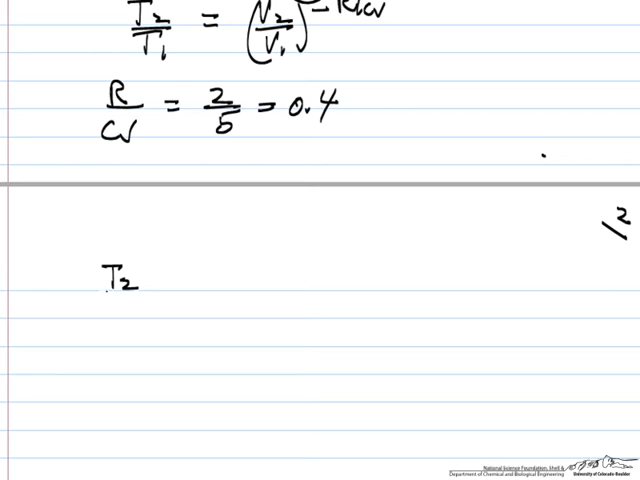 T2/T1 = (V2/V1)^-R/CV
R/CV = 2/5 = 0.4
2
T2
National Science Foundation, Shell &
Department of Chemical and Biological Engineering
University of Colorado Boulder